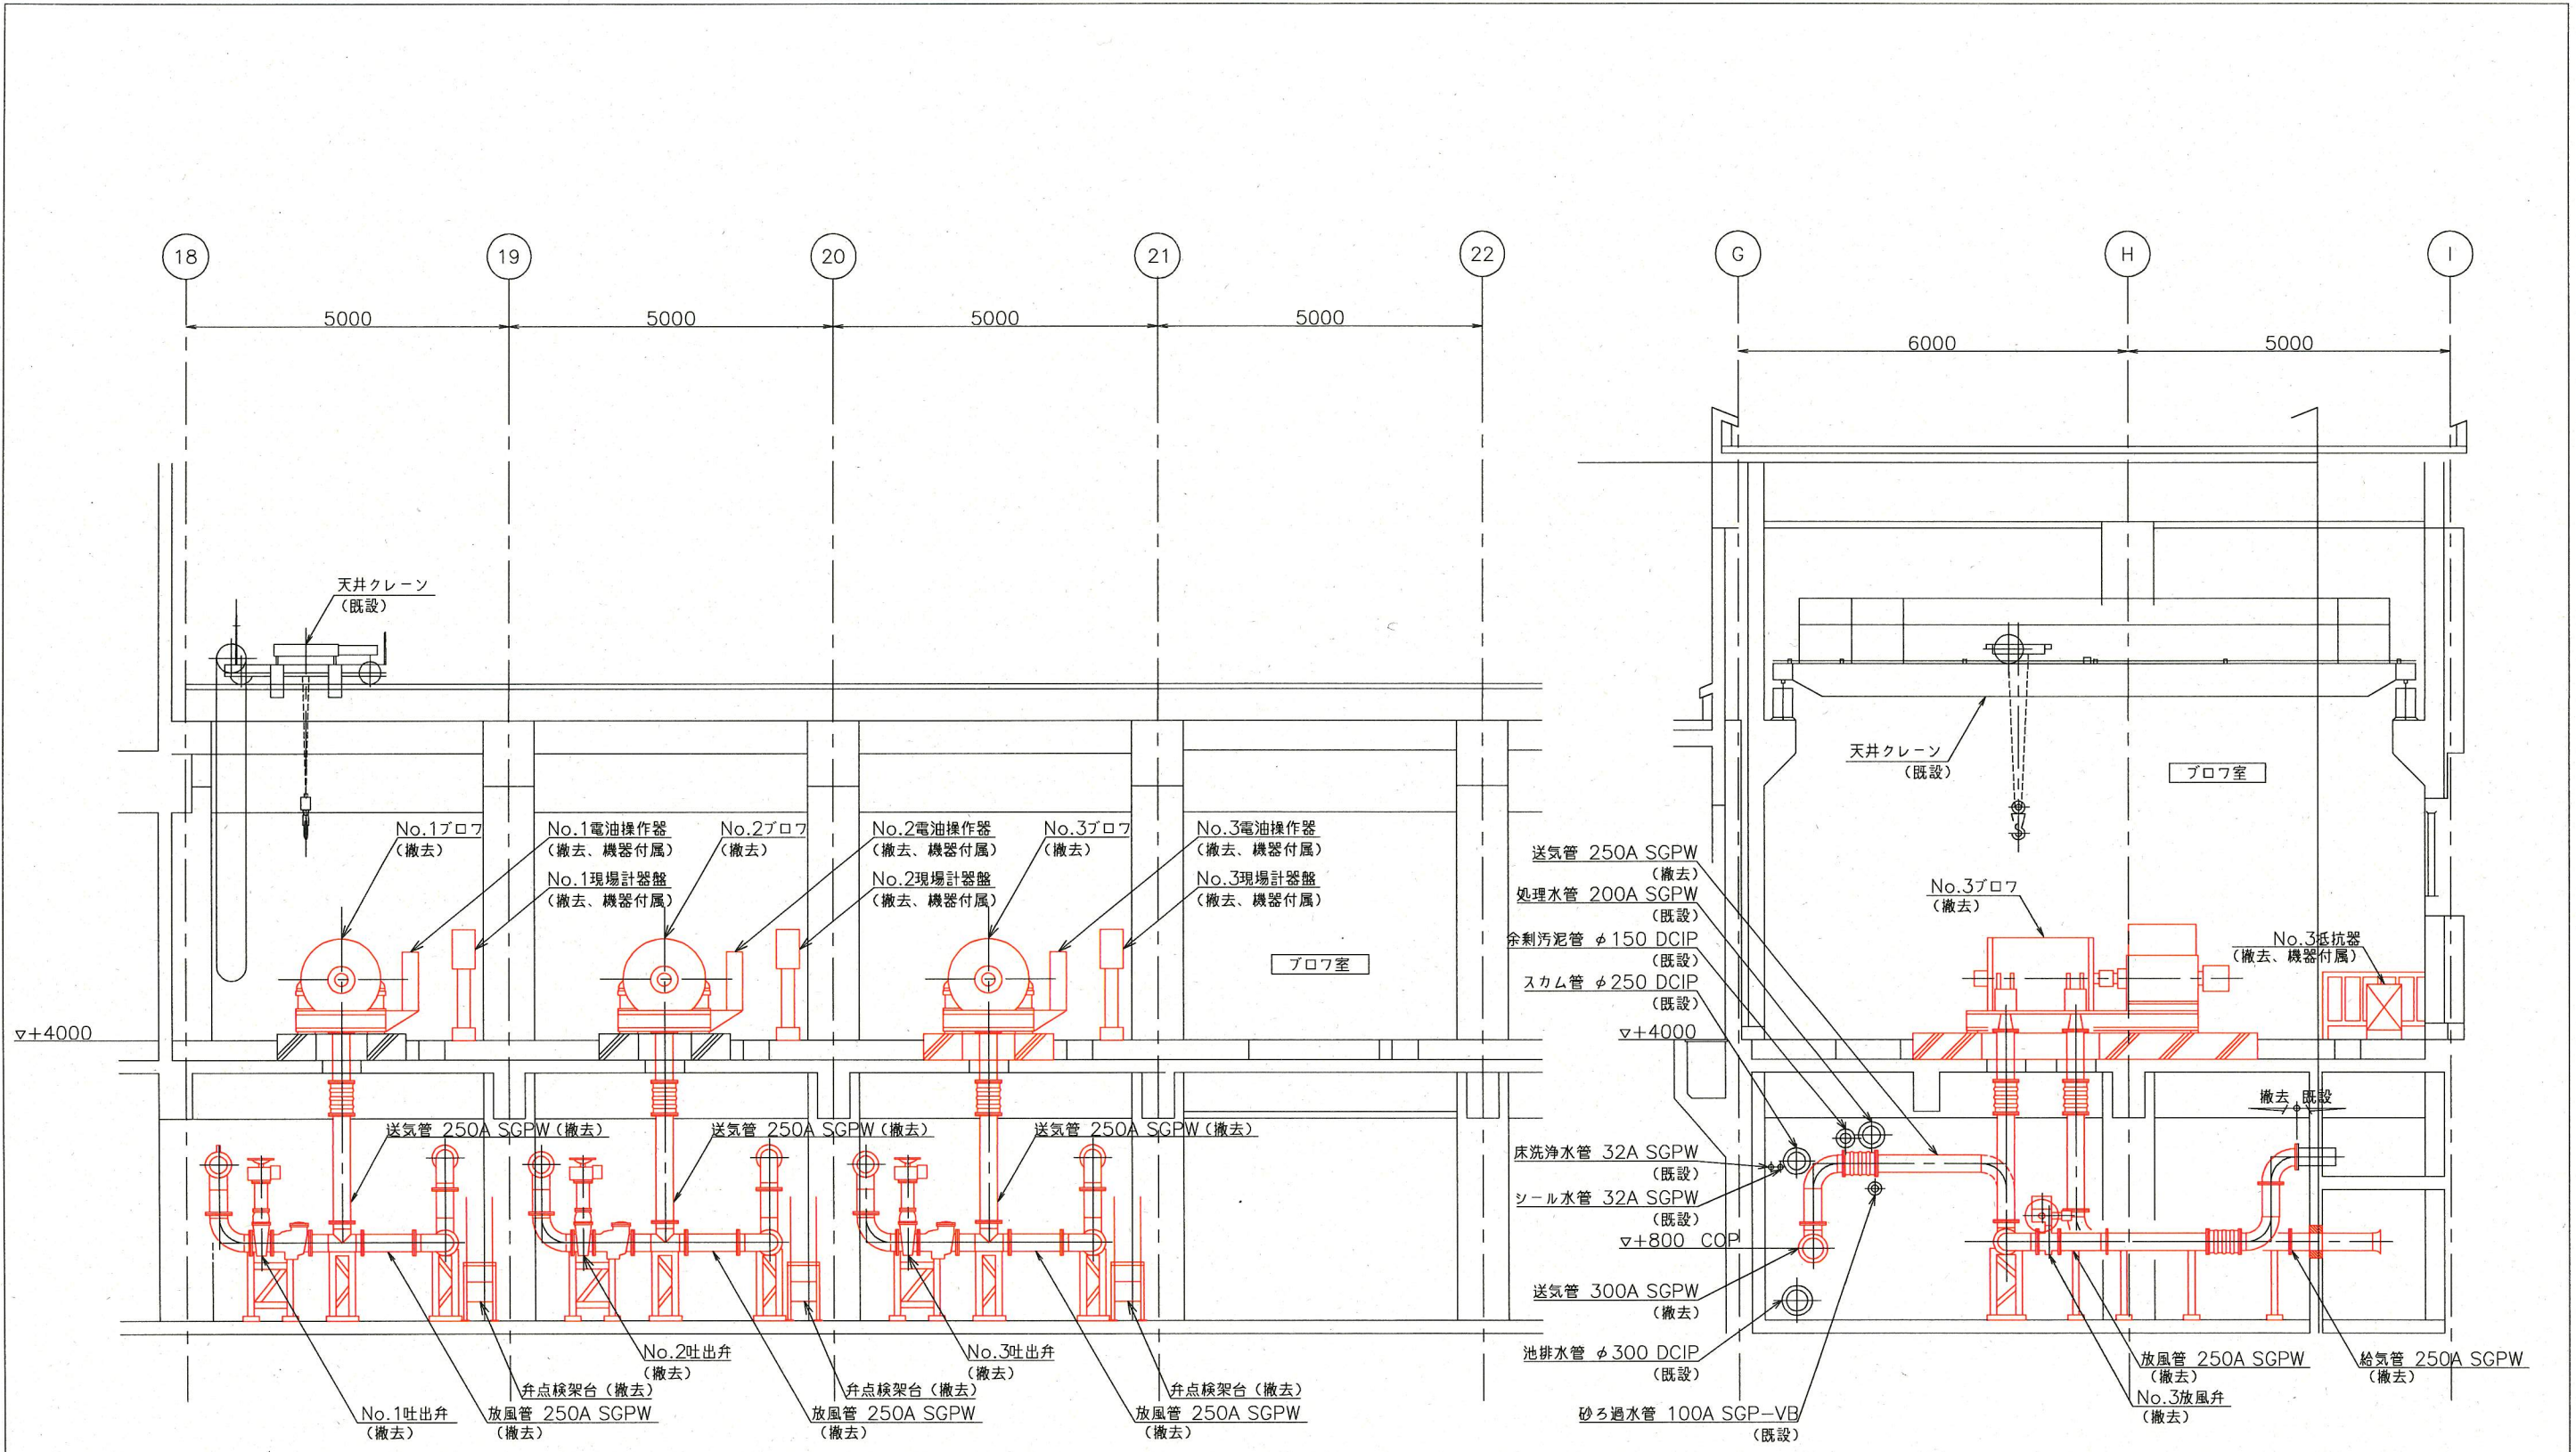 18
19
20
21
22
5000
5000
5000
5000
天井クレーン
(既設)
No.1ブロワ
(撤去)
No.1電油操作器
(撤去、機器付属)
No.1現場計器盤
(撤去、機器付属)
No.2ブロワ
(撤去)
No.2電油操作器
(撤去、機器付属)
No.2現場計器盤
(撤去、機器付属)
No.3ブロワ
(撤去)
No.3電油操作器
(撤去、機器付属)
No.3現場計器盤
(撤去、機器付属)
ブロワ室
▽+4000
送気管 250A SGPW(撤去)
送気管 250A SGPW(撤去)
送気管 250A SGPW(撤去)
No.2吐出弁
(撤去)
No.3吐出弁
(撤去)
弁点検架台(撤去)
弁点検架台(撤去)
弁点検架台(撤去)
No.1吐出弁
(撤去)
放風管 250A SGPW
(撤去)
放風管 250A SGPW
(撤去)
放風管 250A SGPW
(撤去)
G
H
I
6000
5000
天井クレーン
(既設)
ブロワ室
送気管 250A SGPW
(撤去)
処理水管 200A SGPW
(既設)
余剰汚泥管 φ150 DCIP
(既設)
スカム管 φ250 DCIP
(既設)
▽+4000
No.3ブロワ
(撤去)
No.3抵抗器
(撤去、機器付属)
撤去 既設
床洗浄水管 32A SGPW
(既設)
シール水管 32A SGPW
(既設)
▽+800 COP
送気管 300A SGPW
(撤去)
池排水管 φ300 DCIP
(既設)
砂ろ過水管 100A SGP-VB
(既設)
放風管 250A SGPW
(撤去)
No.3放風弁
(撤去)
給気管 250A SGPW
(撤去)